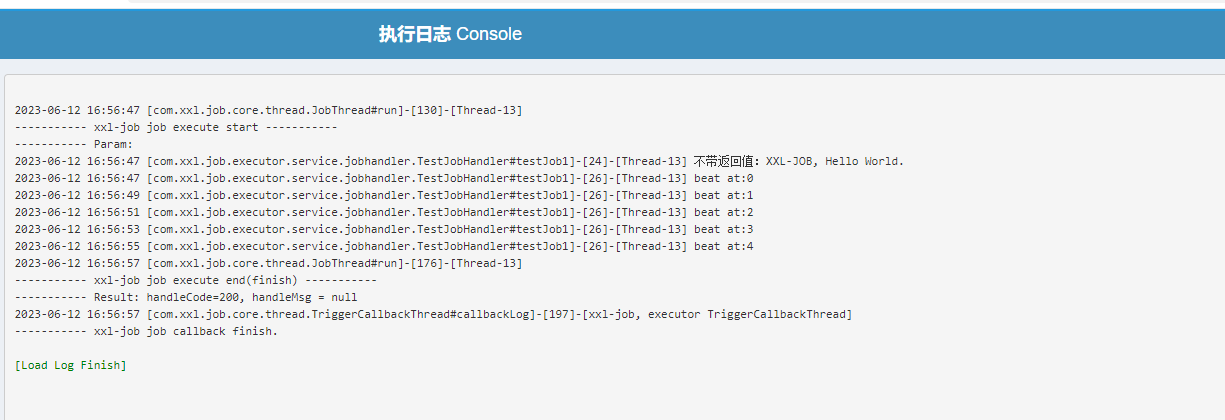 执行日志 Console
2023-06-12 16:56:47 [com.xxl.job.core.thread.JobThread#run]-[130]-[Thread-13]
----------- xxl-job job execute start -----------
----------- Param:
2023-06-12 16:56:47 [com.xxl.job.executor.service.jobhandler.TestJobHandler#testJob1]-[24]-[Thread-13] 不带返回值：XXL-JOB, Hello World.
2023-06-12 16:56:47 [com.xxl.job.executor.service.jobhandler.TestJobHandler#testJob1]-[26]-[Thread-13] beat at:0
2023-06-12 16:56:49 [com.xxl.job.executor.service.jobhandler.TestJobHandler#testJob1]-[26]-[Thread-13] beat at:1
2023-06-12 16:56:51 [com.xxl.job.executor.service.jobhandler.TestJobHandler#testJob1]-[26]-[Thread-13] beat at:2
2023-06-12 16:56:53 [com.xxl.job.executor.service.jobhandler.TestJobHandler#testJob1]-[26]-[Thread-13] beat at:3
2023-06-12 16:56:55 [com.xxl.job.executor.service.jobhandler.TestJobHandler#testJob1]-[26]-[Thread-13] beat at:4
2023-06-12 16:56:57 [com.xxl.job.core.thread.JobThread#run]-[176]-[Thread-13]
----------- xxl-job job execute end(finish) -----------
----------- Result: handleCode=200, handleMsg = null
2023-06-12 16:56:57 [com.xxl.job.core.thread.TriggerCallbackThread#callbackLog]-[197]-[xxl-job, executor TriggerCallbackThread]
----------- xxl-job job callback finish.
[Load Log Finish]